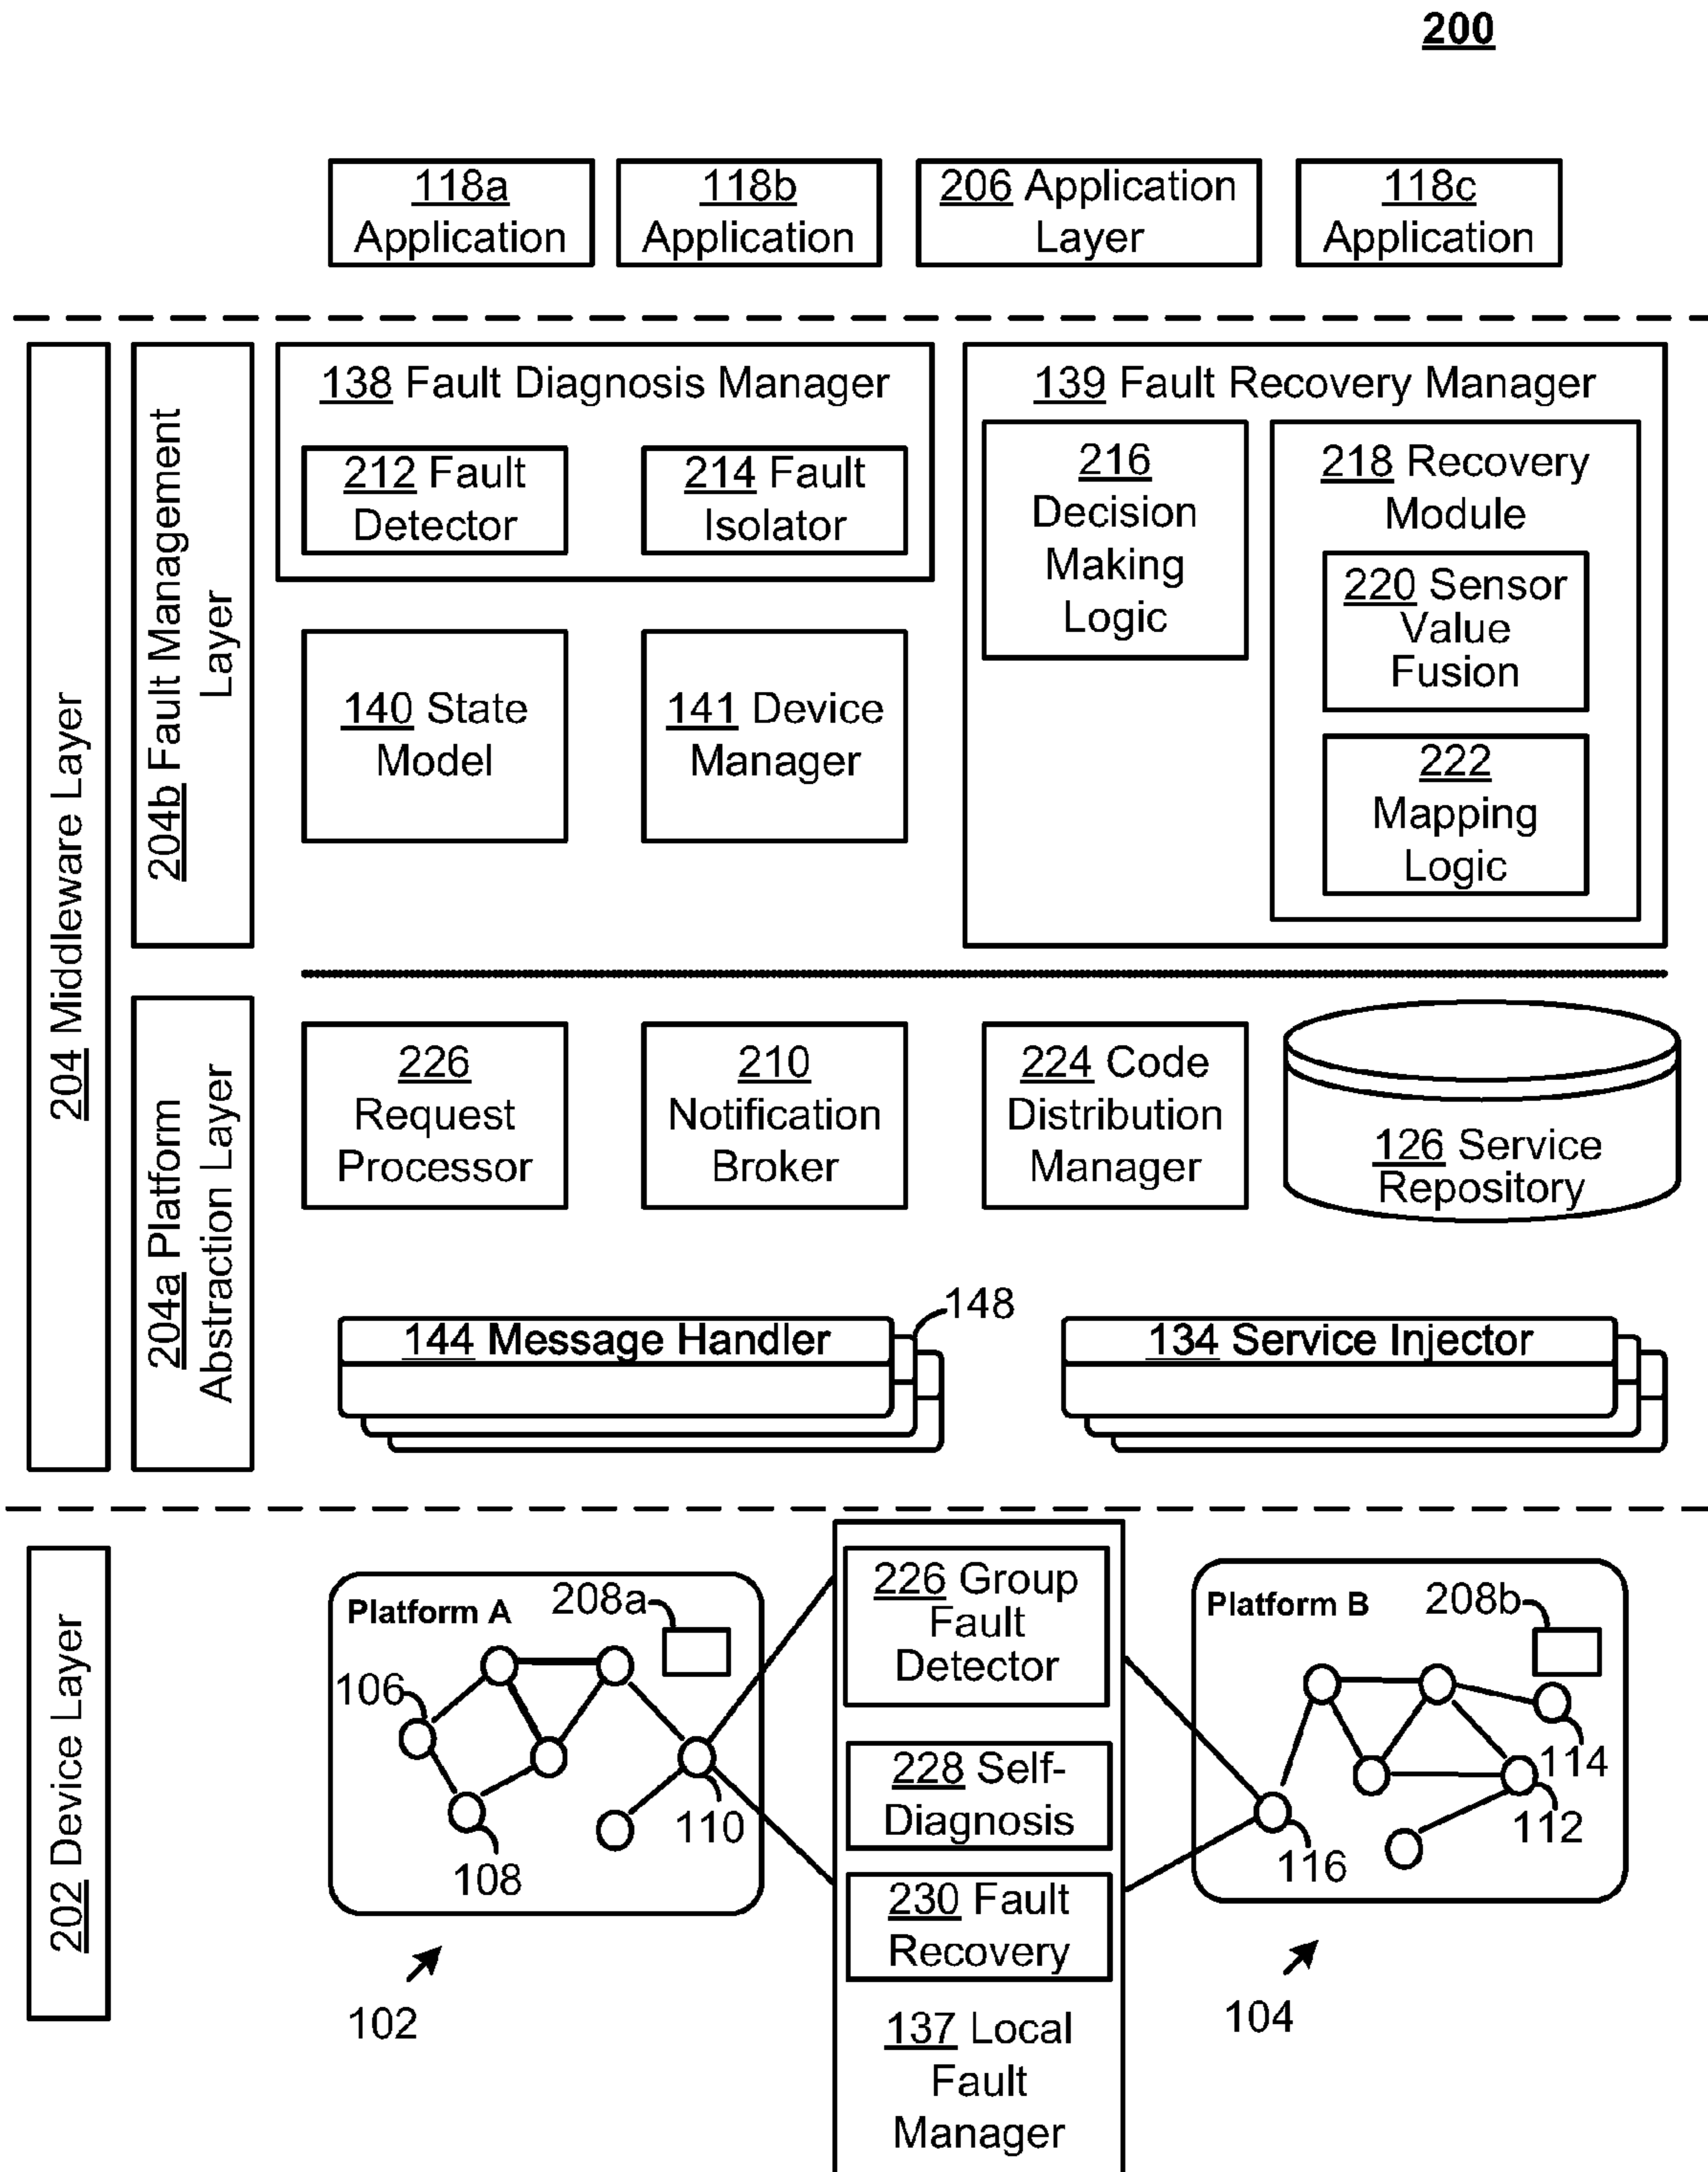 200
118a
Application
118b
Application
206 Application
Layer
118c
Application
204 Middleware Layer
204b Fault Management
Layer
138 Fault Diagnosis Manager
212 Fault
Detector
214 Fault
Isolator
140 State
Model
141 Device
Manager
139 Fault Recovery Manager
216
Decision
Making
Logic
218 Recovery
Module
220 Sensor
Value
Fusion
222
Mapping
Logic
204a Platform
Abstraction Layer
226
Request
Processor
210
Notification
Broker
224 Code
Distribution
Manager
126 Service
Repository
148
144 Message Handler
134 Service Injector
202 Device Layer
Platform A
208a
106
108
110
102
226 Group
Fault
Detector
228 Self-
Diagnosis
230 Fault
Recovery
137 Local
Fault
Manager
Platform B
208b
114
112
116
104